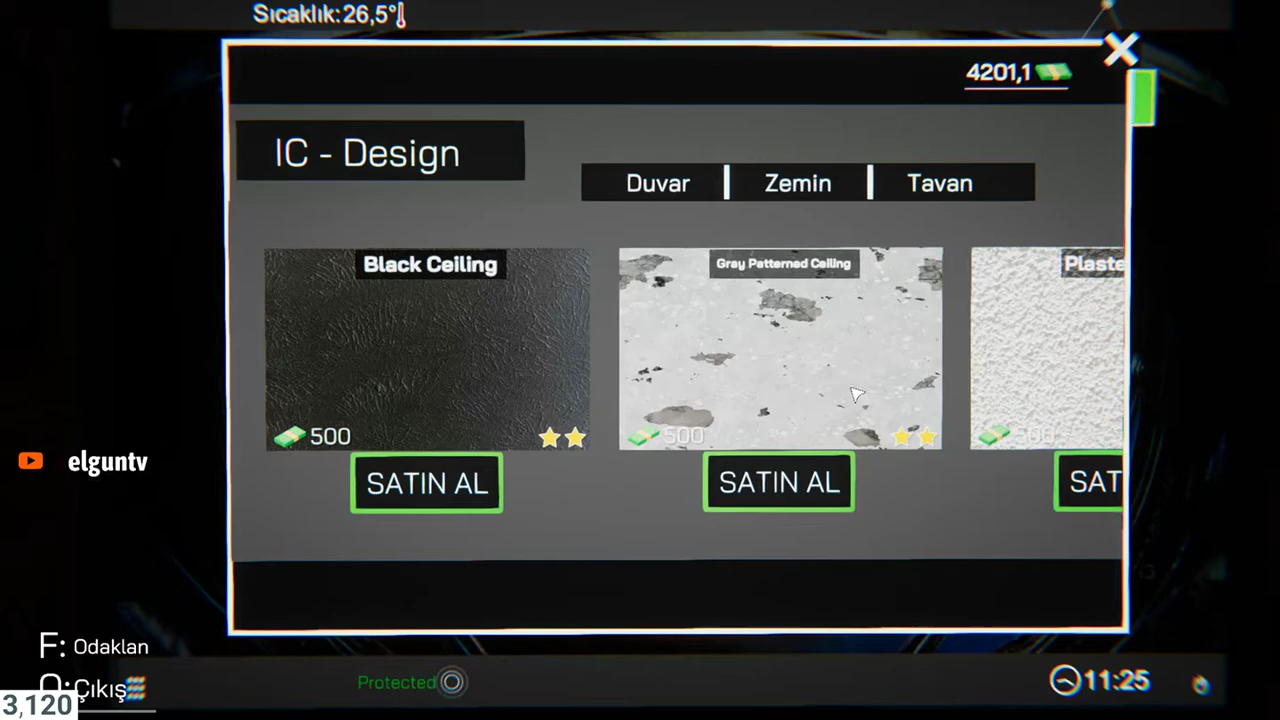 Sıcaklık: 26,5°
4201,1
IC - Design
Duvar
Zemin
Tavan
Black Ceiling
Gray Patterned Ceiling
500
500
SATIN AL
SATIN AL
elguntv
F: Odaklan
Çıkış
3,120
Protected
11:25